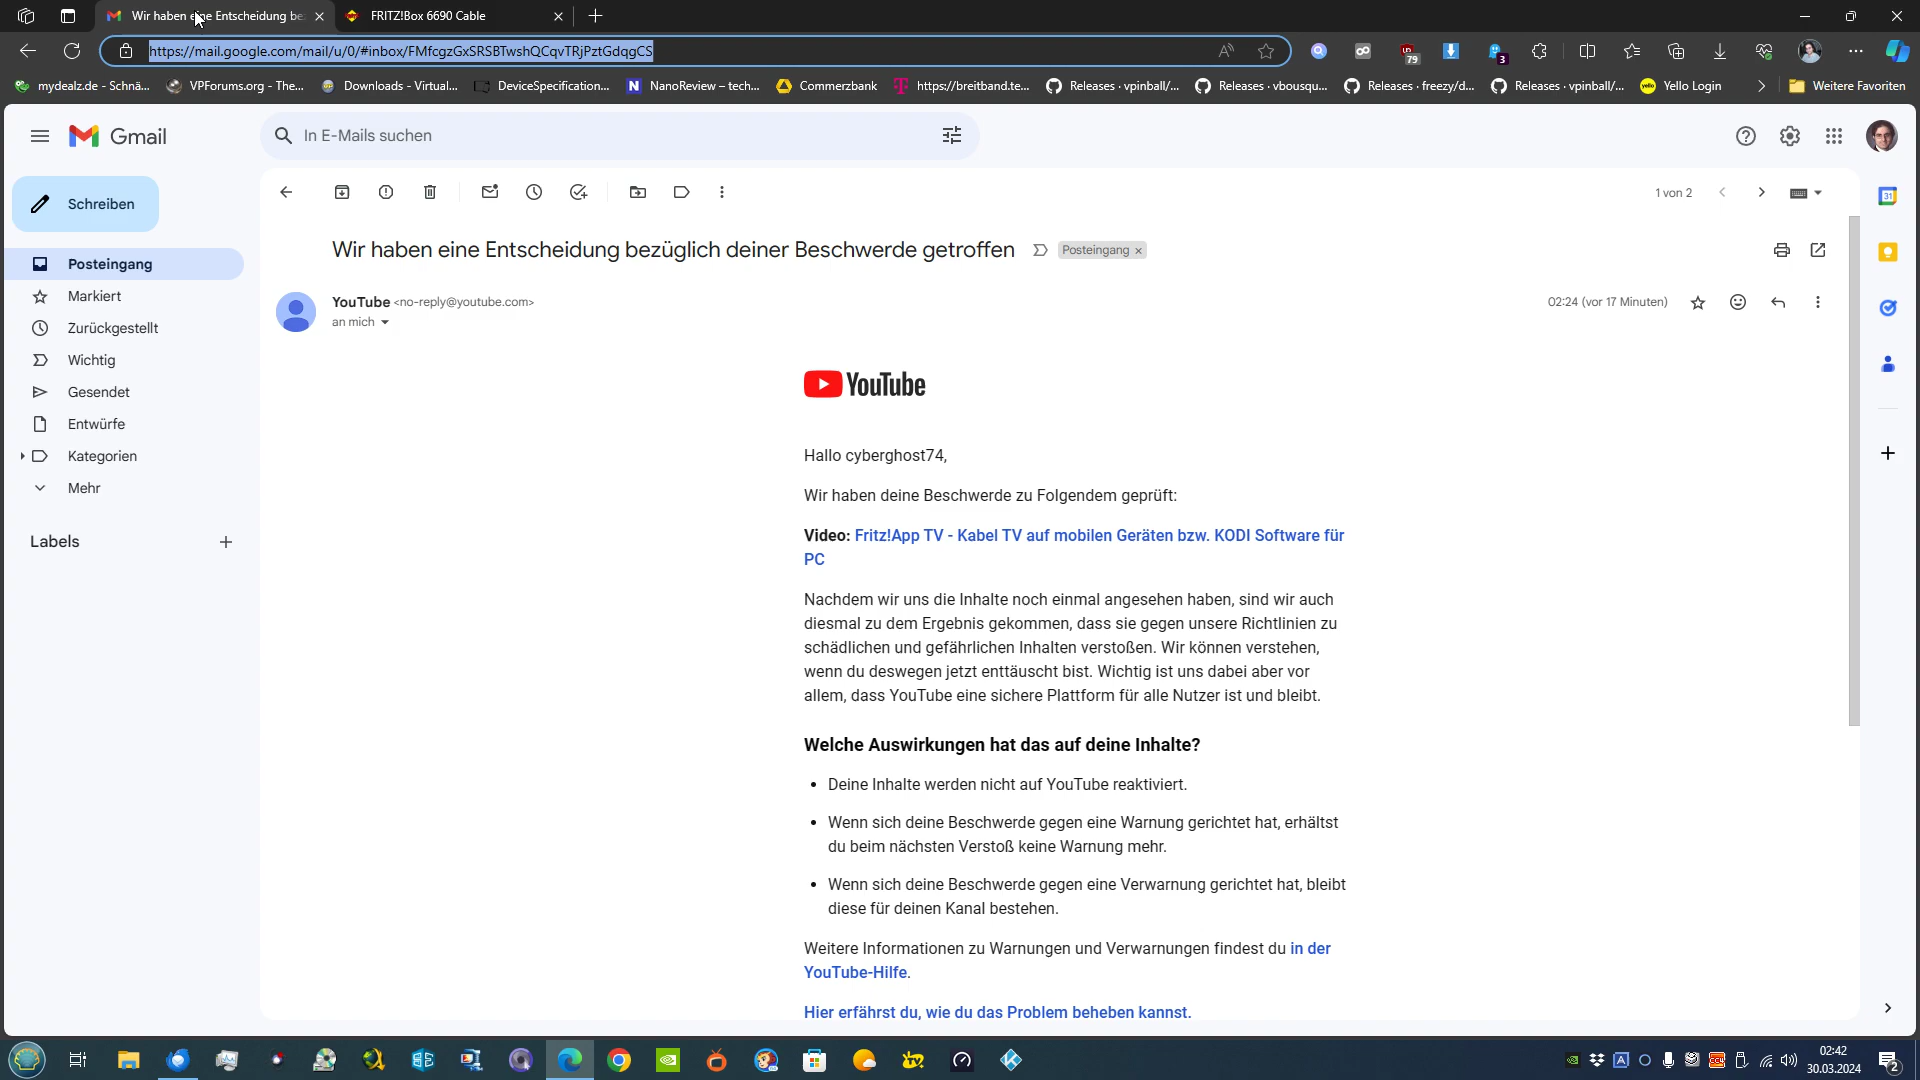 Wir haben eine Entscheidung be
FRITZ!Box 6690 Cable
https://mail.google.com/mail/u/0/#inbox/FMfcgzGxSRSBTwshQCqvTRjPztGdqgCS
79
3
mydealz.de - Schnä...
VPForums.org - The...
Downloads - Virtual...
DeviceSpecification...
NanoReview – tech...
Commerzbank
https://breitband.te...
Releases · vpinball/...
Releases · vbousqu...
Releases · freezy/d...
Releases · vpinball/...
Yello Login
Weitere Favoriten
Gmail
In E-Mails suchen
Schreiben
1 von 2
Wir haben eine Entscheidung bezüglich deiner Beschwerde getroffen
Posteingang ×
Posteingang
Markiert
Zurückgestellt
Wichtig
Gesendet
Entwürfe
Kategorien
Mehr
Labels
YouTube <no-reply@youtube.com>
02:24 (vor 17 Minuten)
an mich
YouTube
Hallo cyberghost74,
Wir haben deine Beschwerde zu Folgendem geprüft:
Video: Fritz!App TV - Kabel TV auf mobilen Geräten bzw. KODI Software für
PC
Nachdem wir uns die Inhalte noch einmal angesehen haben, sind wir auch
diesmal zu dem Ergebnis gekommen, dass sie gegen unsere Richtlinien zu
schädlichen und gefährlichen Inhalten verstoßen. Wir können verstehen,
wenn du deswegen jetzt enttäuscht bist. Wichtig ist uns dabei aber vor
allem, dass YouTube eine sichere Plattform für alle Nutzer ist und bleibt.
Welche Auswirkungen hat das auf deine Inhalte?
• Deine Inhalte werden nicht auf YouTube reaktiviert.
• Wenn sich deine Beschwerde gegen eine Warnung gerichtet hat, erhältst
du beim nächsten Verstoß keine Warnung mehr.
• Wenn sich deine Beschwerde gegen eine Verwarnung gerichtet hat, bleibt
diese für deinen Kanal bestehen.
Weitere Informationen zu Warnungen und Verwarnungen findest du in der
YouTube-Hilfe.
Hier erfährst du, wie du das Problem beheben kannst.
02:42
30.03.2024
2